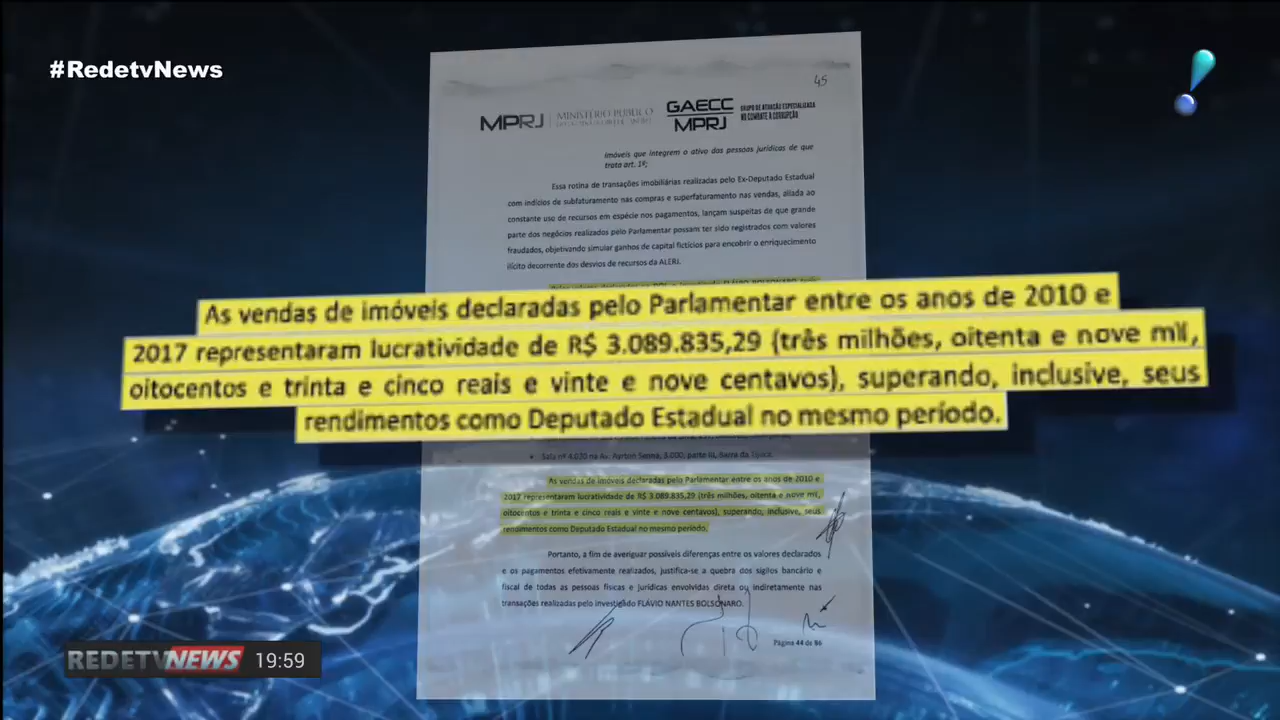 #RedetvNews
45
MPRJ MINISTÉRIO PÚBLICO
GAECC MPRJ
GRUPO DE ATUAÇÃO ESPECIALIZADA
NO COMBATE À CORRUPÇÃO
Imóveis que integrem o ativo das pessoas jurídicas de que
trata art. 1º;
Essa rotina de transações imobiliárias realizadas pelo Ex-Deputado Estadual
com indícios de subfaturamento nas compras e superfaturamento nas vendas, aliada ao
constante uso de recursos em espécie nos pagamentos, lançam suspeitas de que grande
parte dos negócios realizados pelo Parlamentar possam ter sido registrados com valores
fraudados, objetivando simular ganhos de capital fictícios para encobrir o enriquecimento
ilícito decorrente dos desvios de recursos da ALERJ.
As vendas de imóveis declaradas pelo Parlamentar entre os anos de 2010 e
2017 representaram lucratividade de R$ 3.089.835,29 (três milhões, oitenta e nove mil,
oitocentos e trinta e cinco reais e vinte e nove centavos), superando, inclusive, seus
rendimentos como Deputado Estadual no mesmo período.
• Sala nº 4.020 na Av. Ayrton Senna, 3.000, parte 01, Barra da Tijuca.
As vendas de imóveis declaradas pelo Parlamentar entre os anos de 2010 e
2017 representaram lucratividade de R$ 3.089.835,29 (três milhões, oitenta e nove mil,
oitocentos e trinta e cinco reais e vinte e nove centavos), superando, inclusive, seus
rendimentos como Deputado Estadual no mesmo período.
Portanto, a fim de averiguar possíveis diferenças entre os valores declarados
e os pagamentos efetivamente realizados, justifica-se a quebra dos sigilos bancário e
fiscal de todas as pessoas físicas e jurídicas envolvidas direta ou indiretamente nas
transações realizadas pelo investigado FLÁVIO NANTES BOLSONARO.
Página 44 de 86
REDETVNEWS 19:59